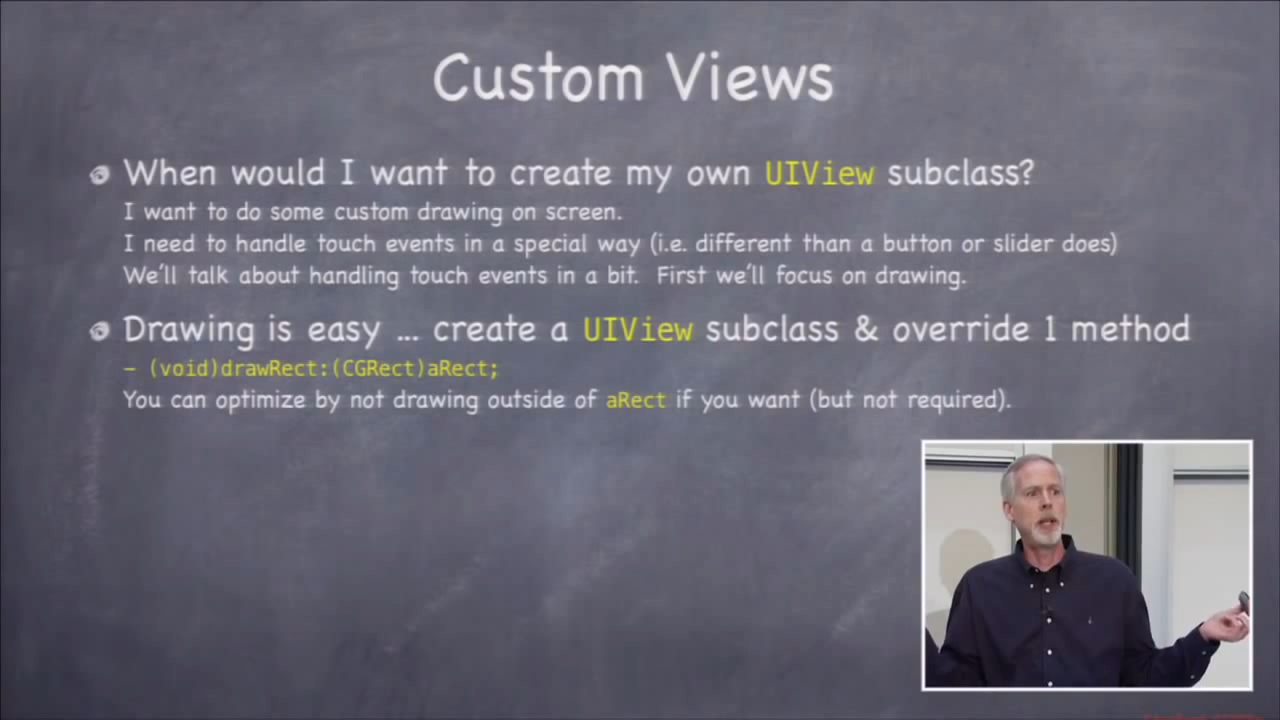 Custom Views
When would I want to create my own UIView subclass?
I want to do some custom drawing on screen.
I need to handle touch events in a special way (i.e. different than a button or slider does)
We'll talk about handling touch events in a bit. First we'll focus on drawing.
Drawing is easy ... create a UIView subclass & override 1 method
– (void)drawRect:(CGRect)aRect;
You can optimize by not drawing outside of aRect if you want (but not required).